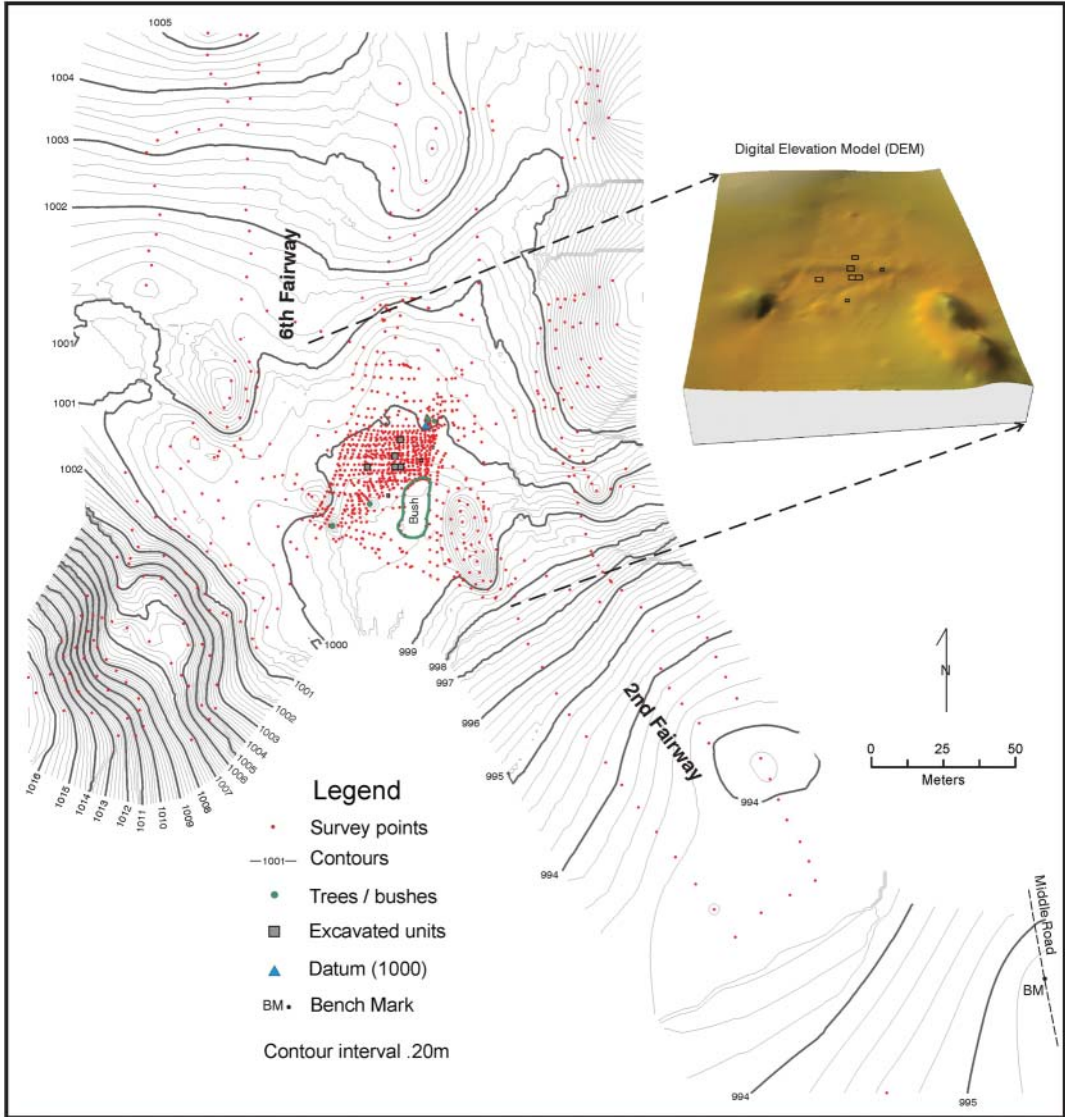 1005
1004
1003
1002
1001
1001
1002
6th Fairway
Digital Elevation Model (DEM)
Bush
1000
999
998
997
996
995
994
1001
1002
1003
1004
1005
1006
1007
1008
1009
1010
1011
1012
1013
1014
1015
1016
2nd Fairway
994
N
0 25 50
Meters
Legend
Survey points
1001 Contours
Trees / bushes
Excavated units
Datum (1000)
BM Bench Mark
Contour interval .20m
Middle Road
BM
994
995